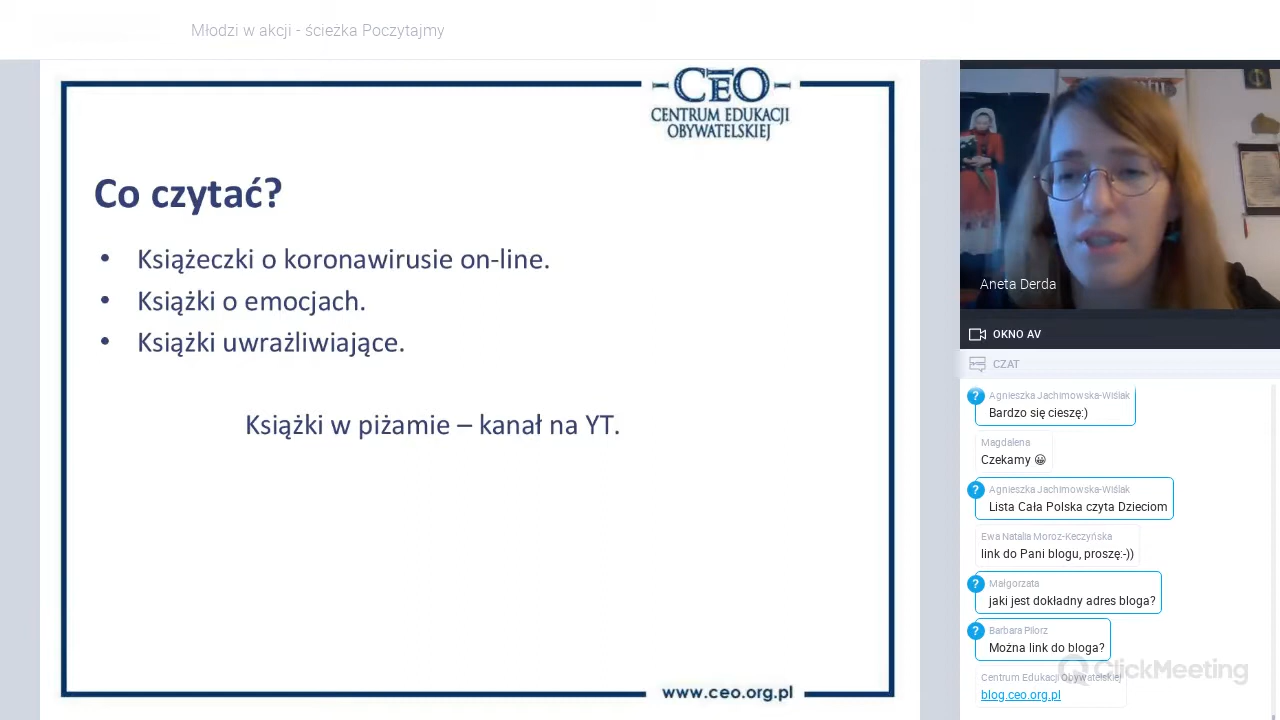 Młodzi w akcji - ścieżka Poczytajmy
CEO
CENTRUM EDUKACJI
OBYWATELSKIEJ
Co czytać?
• Książeczki o koronawirusie on-line.
• Książki o emocjach.
• Książki uwrażliwiające.
Książki w piżamie – kanał na YT.
www.ceo.org.pl
Aneta Derda
OKNO AV
CZAT
? Agnieszka Jachimowska-Wiślak
Bardzo się cieszę:)
Magdalena
Czekamy 😀
? Agnieszka Jachimowska-Wiślak
Lista Cała Polska czyta Dzieciom
Ewa Natalia Moroz-Keczyńska
link do Pani blogu, proszę:-))
? Małgorzata
jaki jest dokładny adres bloga?
? Barbara Pilorz
Można link do bloga?
ClickMeeting
Centrum Edukacji Obywatelskiej
blog.ceo.org.pl